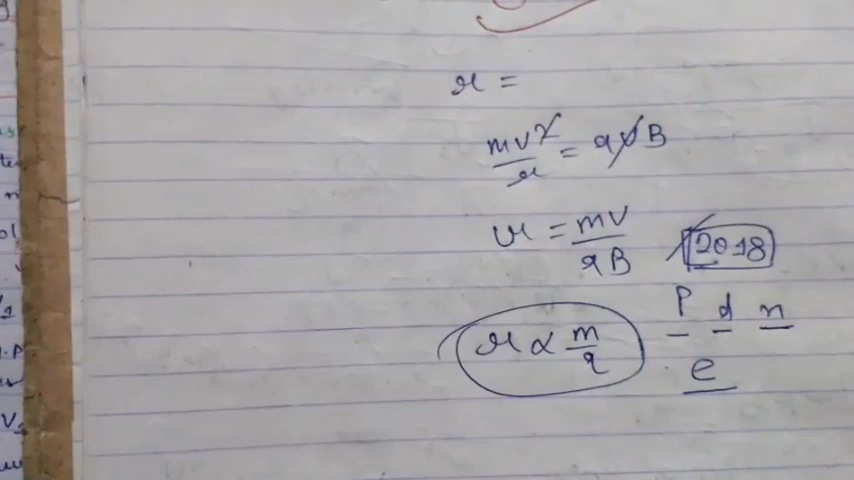 r =
mv²/r = qvB
r = mv/qB 2018
P d n
r ∝ m/q
e